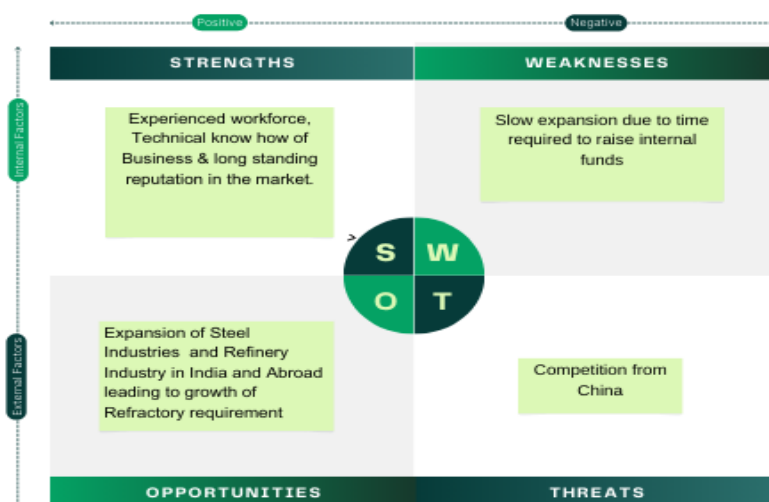 Positive
Negative
STRENGTHS
WEAKNESSES
Internal Factors
Experienced workforce,
Technical know how of
Business & long standing
reputation in the market.
Slow expansion due to time
required to raise internal
funds
>
S
W
O
T
External Factors
Expansion of Steel
Industries and Refinery
Industry in India and Abroad
leading to growth of
Refractory requirement
Competition from
China
OPPORTUNITIES
THREATS